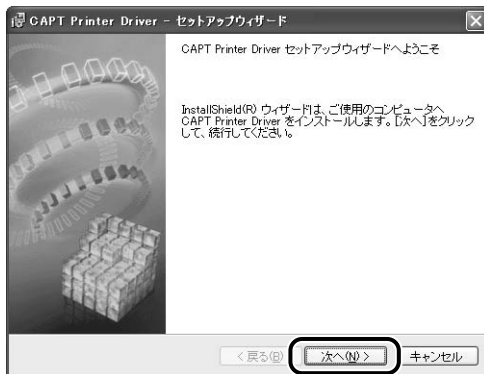 CAPT Printer Driver - セットアップウィザード
CAPT Printer Driver セットアップウィザードへようこそ
InstallShield(R) ウィザードは、ご使用のコンピュータへ
CAPT Printer Driver をインストールします。[次へ]をクリック
して、続行してください。
< 戻る(B)
次へ(N) >
キャンセル